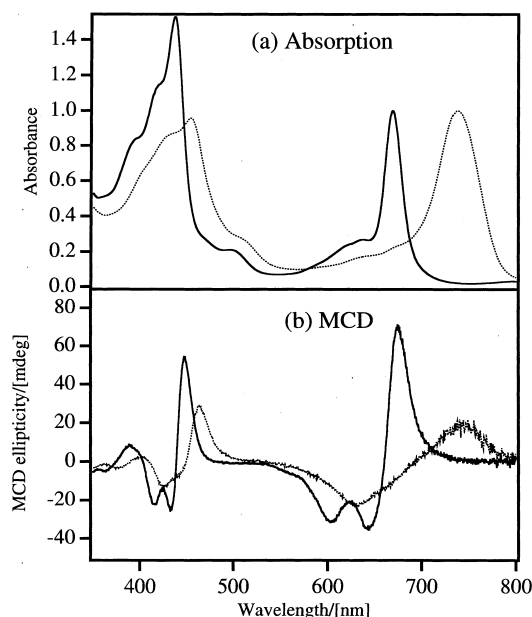 (a) Absorption
1.4
1.2
1.0
0.8
0.6
0.4
0.2
0.0
Absorbance
(b) MCD
80
60
40
20
0
-20
-40
MCD ellipticity/[mdeg]
400 500 600 700 800
Wavelength/[nm]